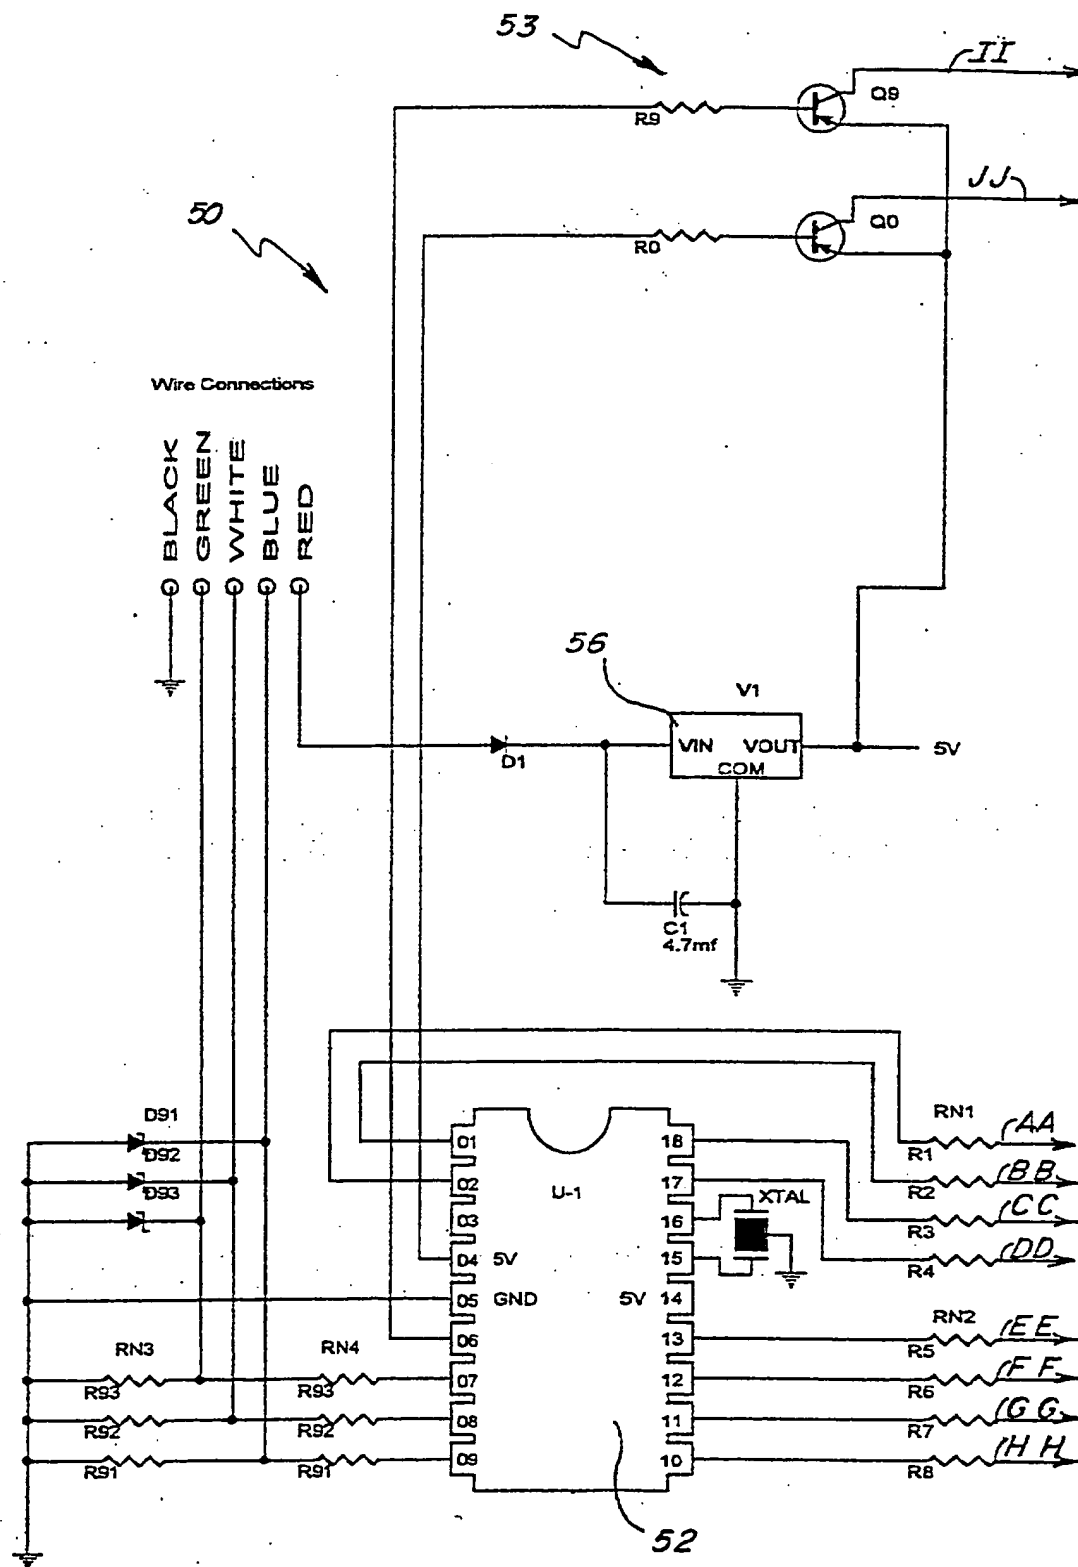 53
II
Q9
R9
JJ
50
Q0
R0
Wire Connections
BLACK
GREEN
WHITE
BLUE
RED
56
V1
VIN VOUT
COM
5V
D1
C1
4.7mf
D91
D92
D93
RN1
AA
R1
BB
R2
CC
R3
DD
R4
U-1
XTAL
01
02
03
04 5V
05 GND
06
07
08
09
18
17
16
15
5V 14
13
12
11
10
RN2
EE
R5
FF
R6
GG
R7
HH
R8
RN3
RN4
R93
R93
R92
R92
R91
R91
52